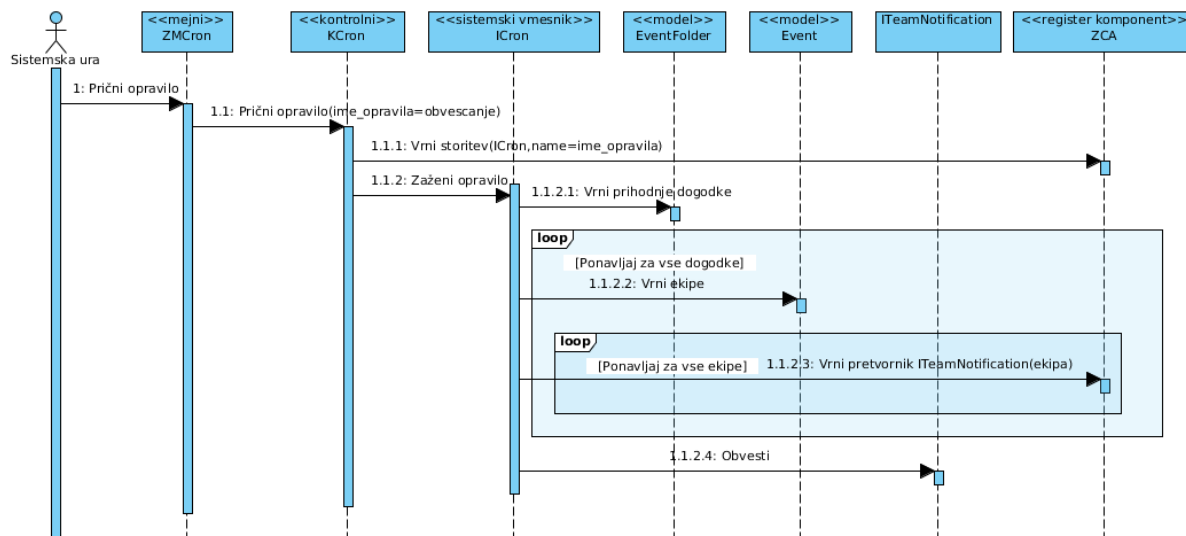 <<mejni>>
ZMCron
<<kontrolni>>
KCron
<<sistemski vmesnik>>
ICron
<<model>>
EventFolder
<<model>>
Event
ITeamNotification
<<register komponent>>
ZCA
Sistemska ura
1: Prični opravilo
1.1: Prični opravilo(ime_opravila=obvescanje)
1.1.1: Vrni storitev(ICron,name=ime_opravila)
1.1.2: Zaženi opravilo
1.1.2.1: Vrni prihodnje dogodke
loop
[Ponavljaj za vse dogodke]
1.1.2.2: Vrni ekipe
loop
[Ponavljaj za vse ekipe]
1.1.2.3: Vrni pretvornik ITeamNotification(ekipa)
1.1.2.4: Obvesti